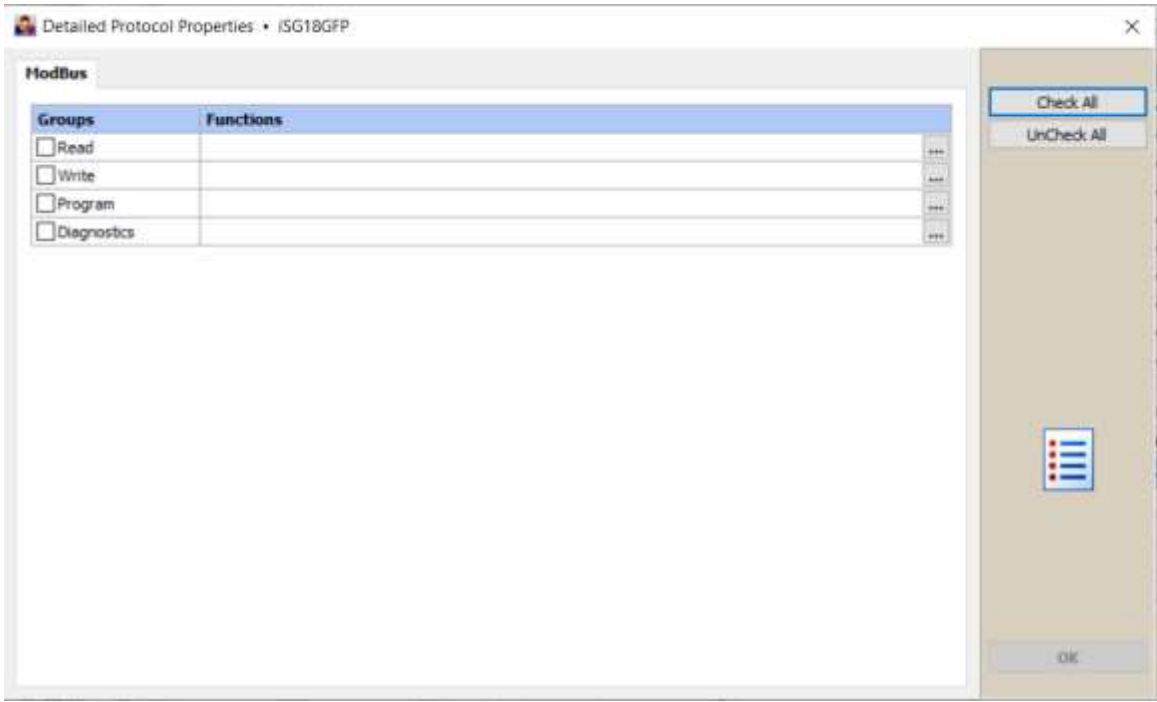 Detailed Protocol Properties • iSG18GFP
ModBus
Groups Functions
Read ...
Write ...
Program ...
Diagnostics ...
Check All
UnCheck All
OK